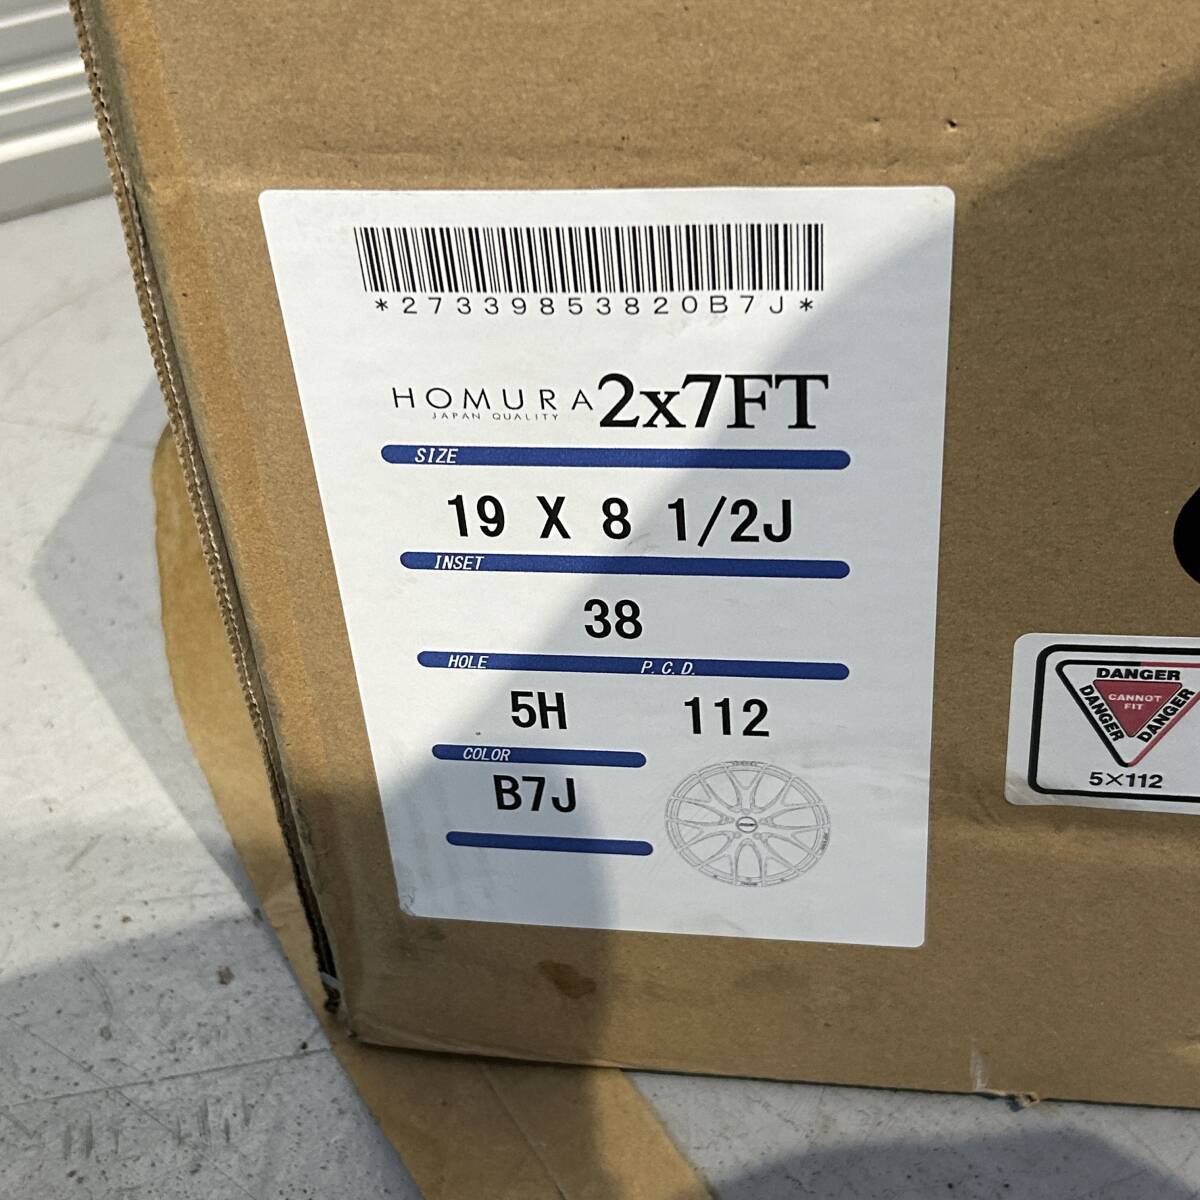 *27339853820B7J*
HOMURA 2x7FT
JAPAN QUALITY
SIZE
19 X 8 1/2J
INSET
38
HOLE P.C.D.
5H 112
COLOR
B7J
DANGER
DANGER
DANGER
CANNOT
FIT
5×112